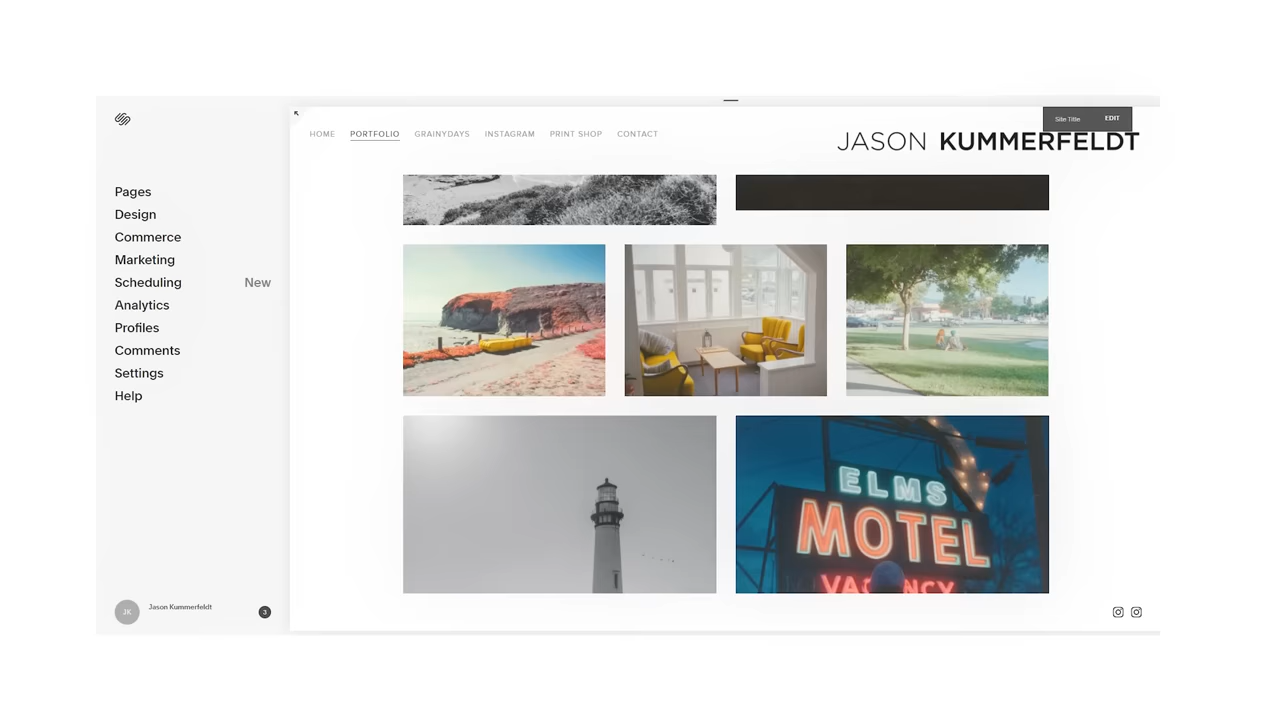 HOME PORTFOLIO GRAINYDAYS INSTAGRAM PRINT SHOP CONTACT
Site Title EDIT
JASON KUMMERFELDT
Pages
Design
Commerce
Marketing
Scheduling New
Analytics
Profiles
Comments
Settings
Help
ELMS
MOTEL
JK Jason Kummerfeldt 3